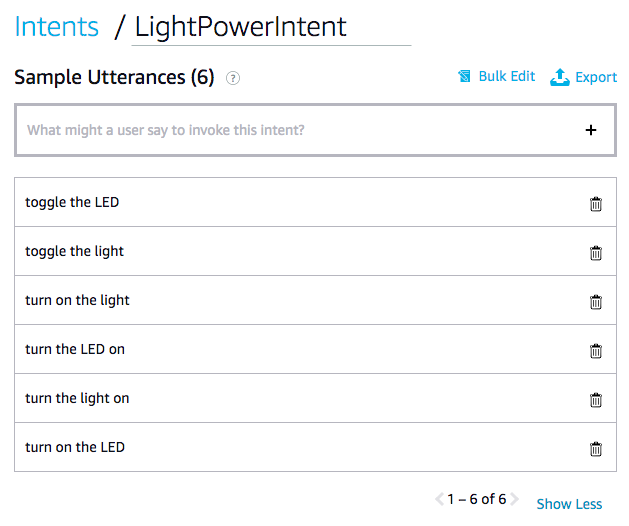 Intents / LightPowerIntent
Sample Utterances (6) ? Bulk Edit Export
What might a user say to invoke this intent? +
toggle the LED
toggle the light
turn on the light
turn the LED on
turn the light on
turn on the LED
< 1 – 6 of 6 > Show Less